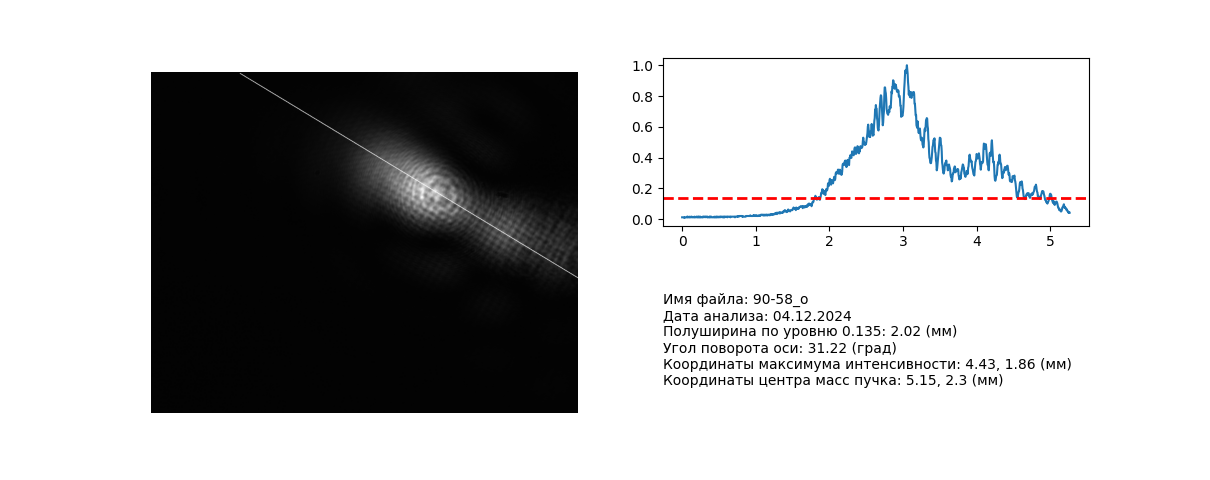 1.0
0.8
0.6
0.4
0.2
0.0
0 1 2 3 4 5
Имя файла: 90-58_o
Дата анализа: 04.12.2024
Полуширина по уровню 0.135: 2.02 (мм)
Угол поворота оси: 31.22 (град)
Координаты максимума интенсивности: 4.43, 1.86 (мм)
Координаты центра масс пучка: 5.15, 2.3 (мм)